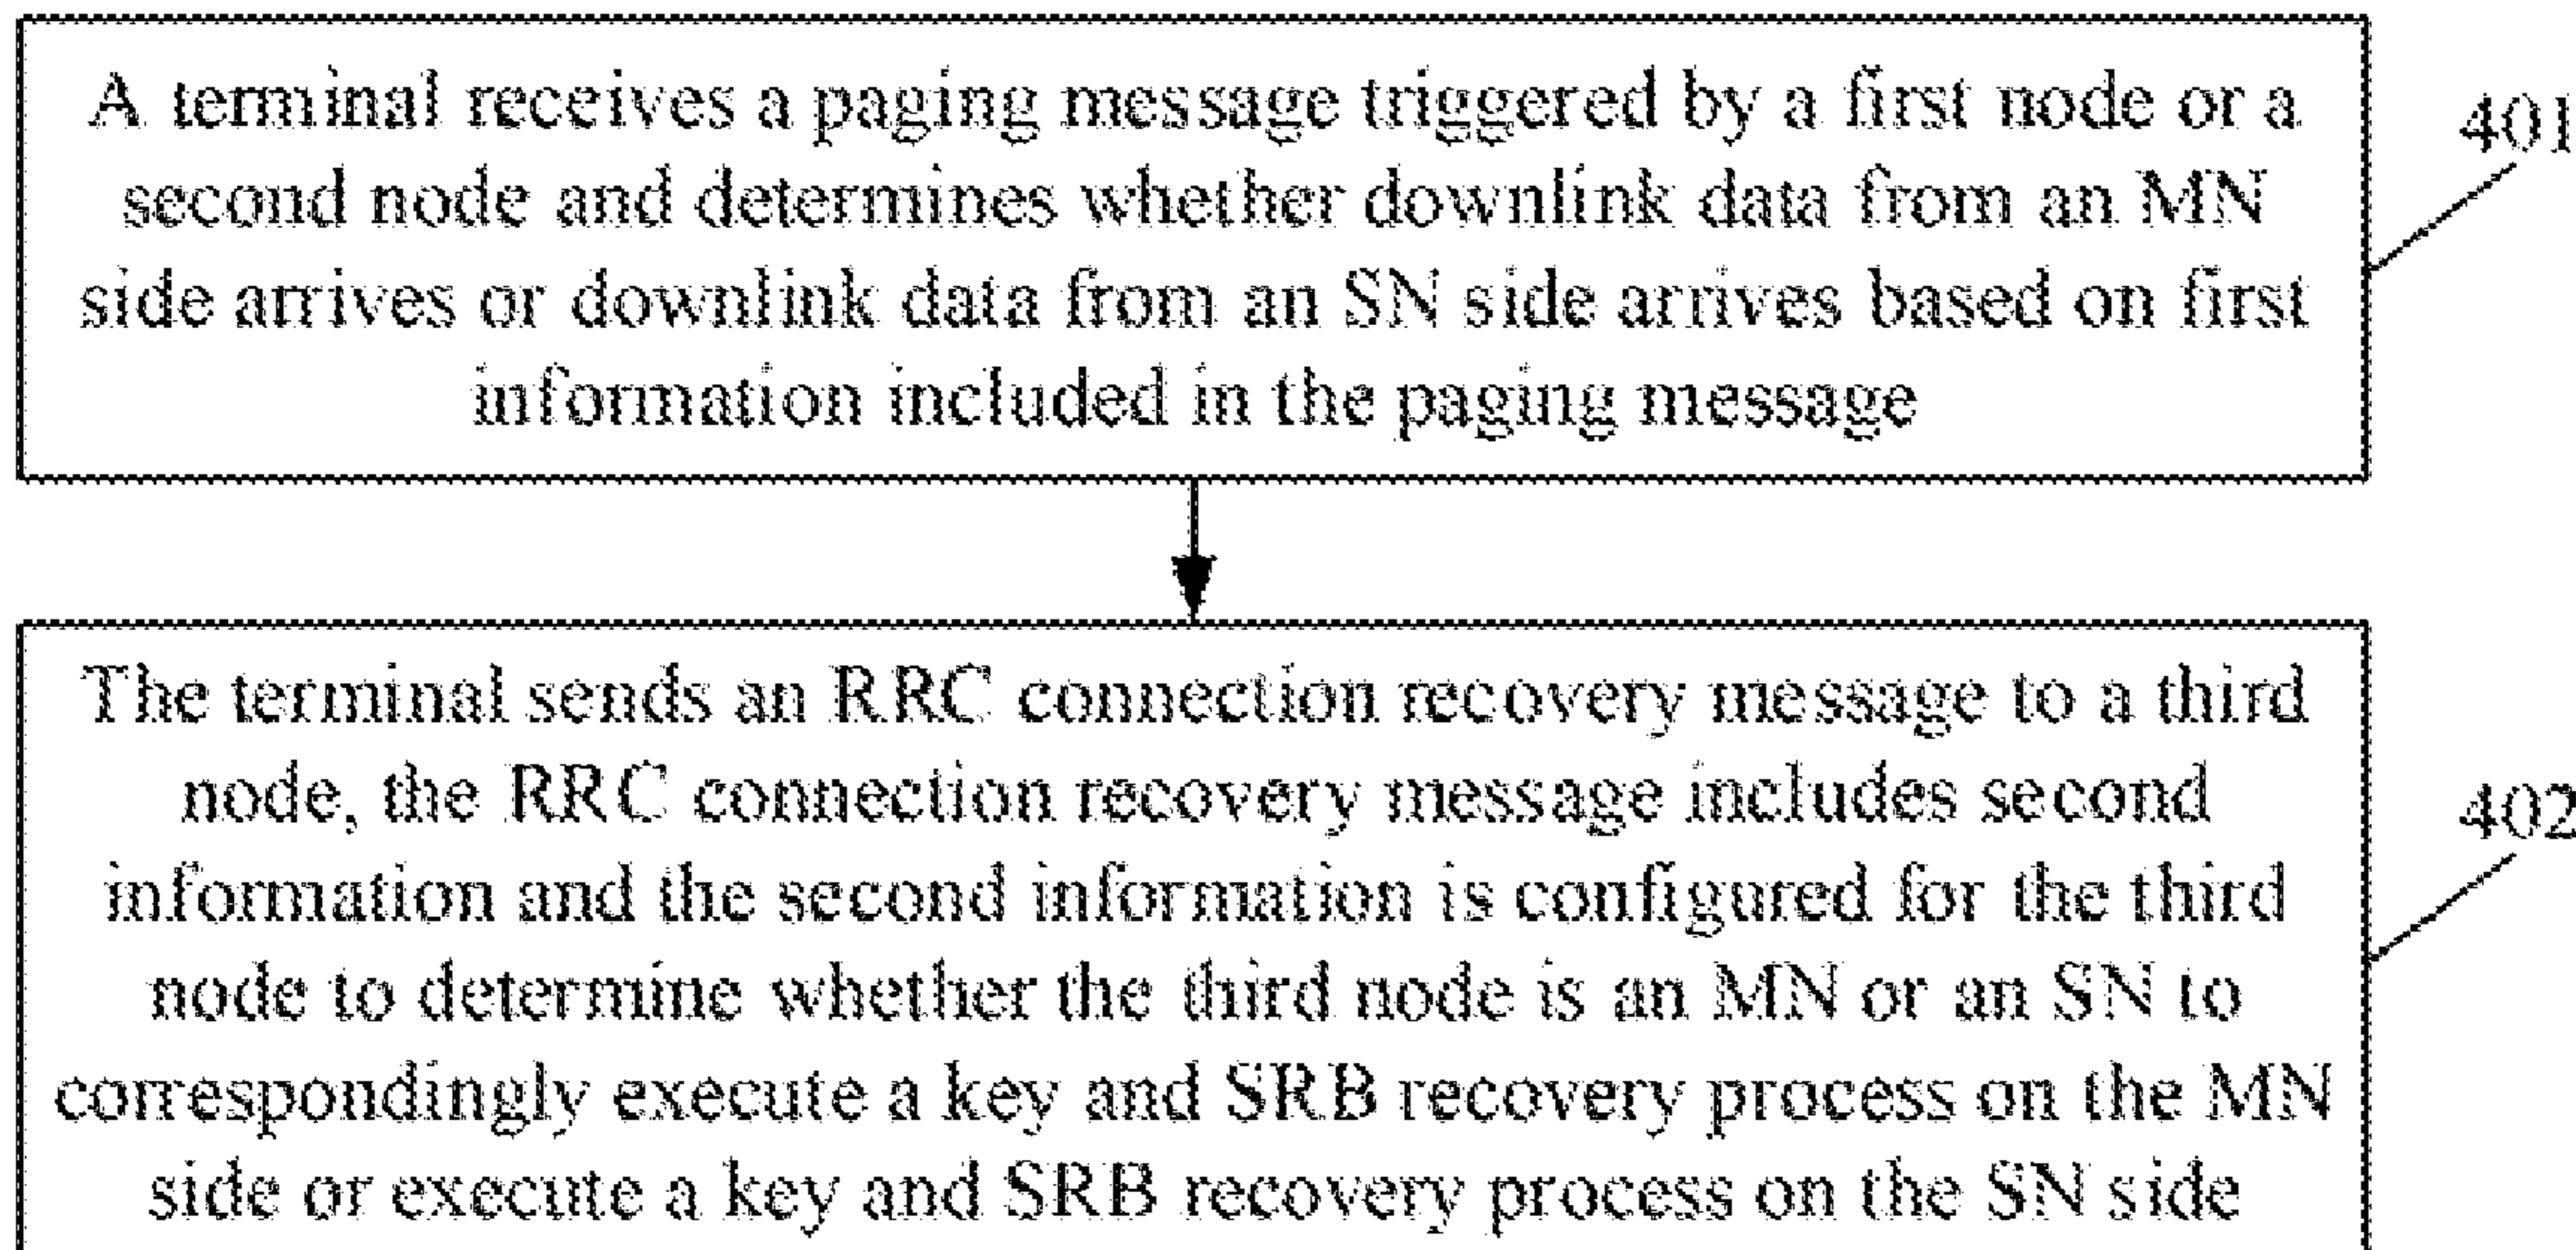 A terminal receives a paging message triggered by a first node or a
second node and determines whether downlink data from an MN
side arrives or downlink data from an SN side arrives based on first
information included in the paging message
401
The terminal sends an RRC connection recovery message to a third
node, the RRC connection recovery message includes second
information and the second information is configured for the third
node to determine whether the third node is an MN or an SN to
correspondingly execute a key and SRB recovery process on the MN
side or execute a key and SRB recovery process on the SN side
402